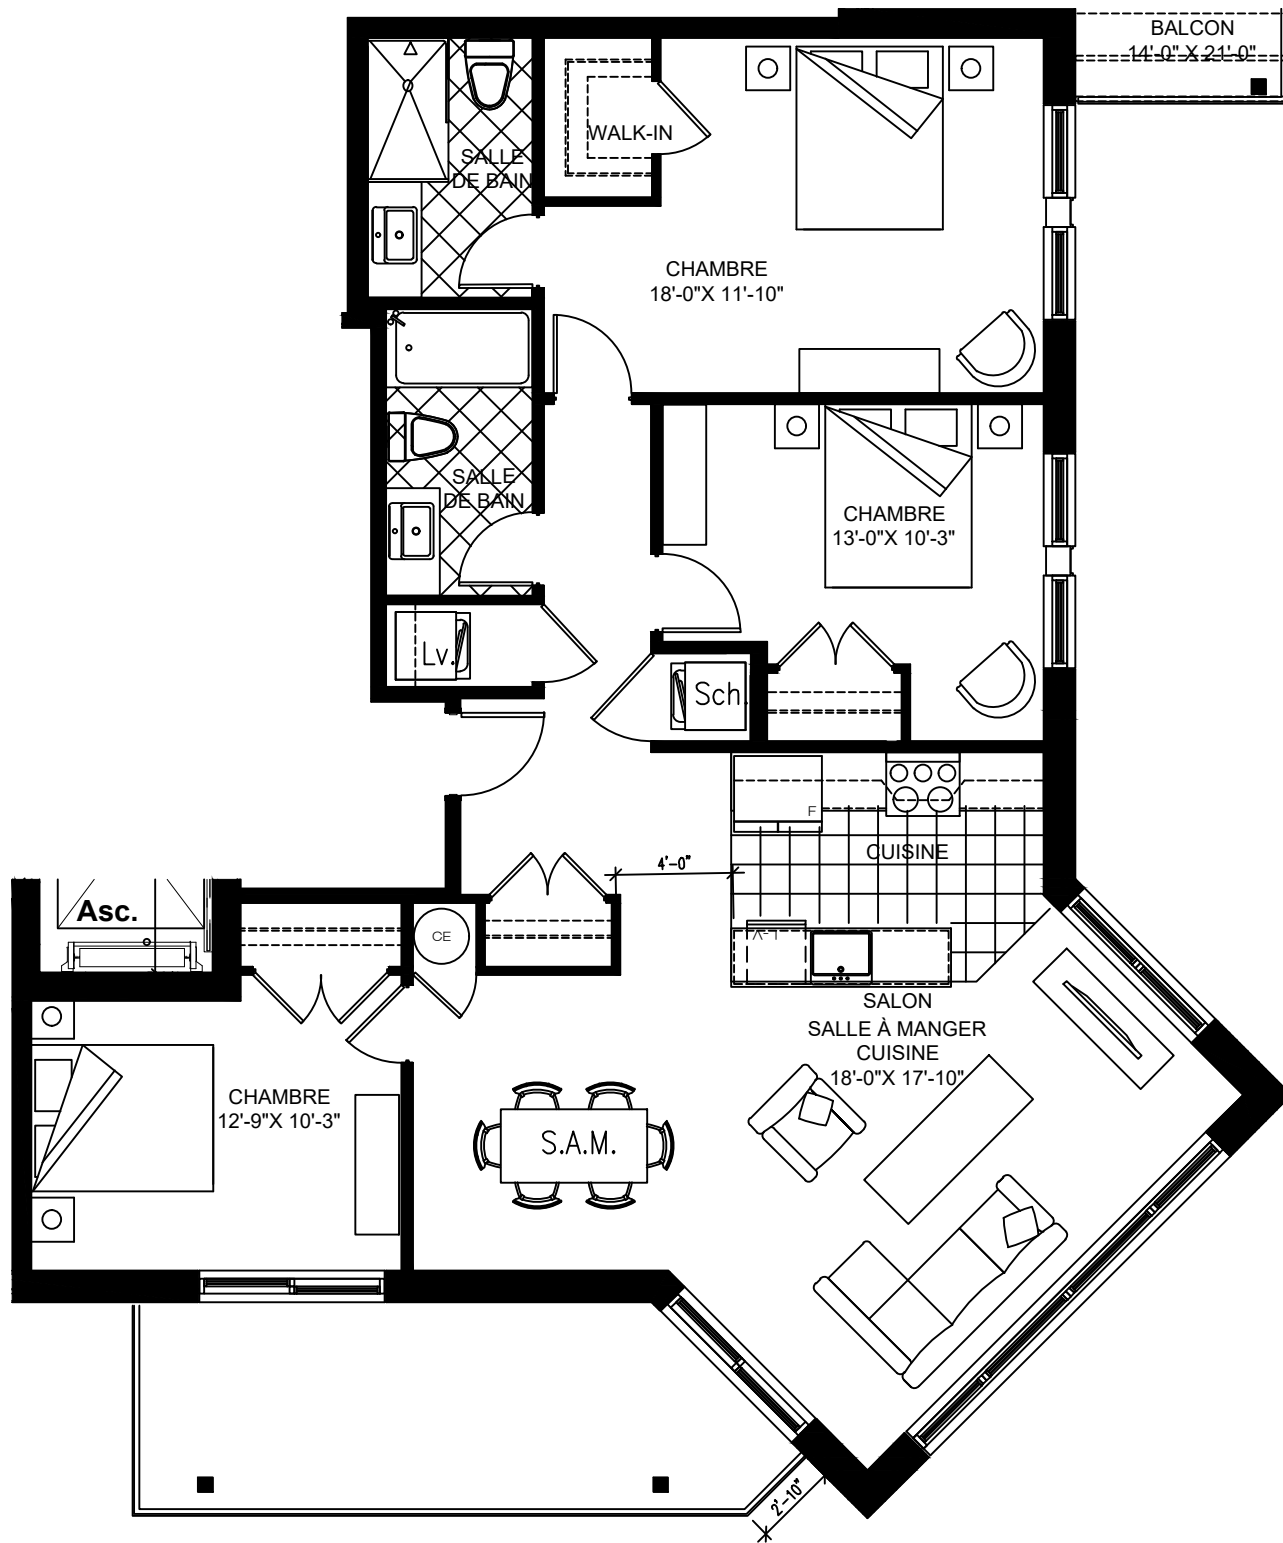 BALCON
14'-0" X 21'-0"
WALK-IN
SALLE
DE BAIN
CHAMBRE
18'-0"X 11'-10"
SALLE
DE BAIN
CHAMBRE
13'-0"X 10'-3"
Lv.
Sch.
F
CUISINE
4'-0"
Asc.
CE
L-V
SALON
SALLE À MANGER
CUISINE
18'-0"X 17'-10"
CHAMBRE
12'-9"X 10'-3"
S.A.M.
2'-10"